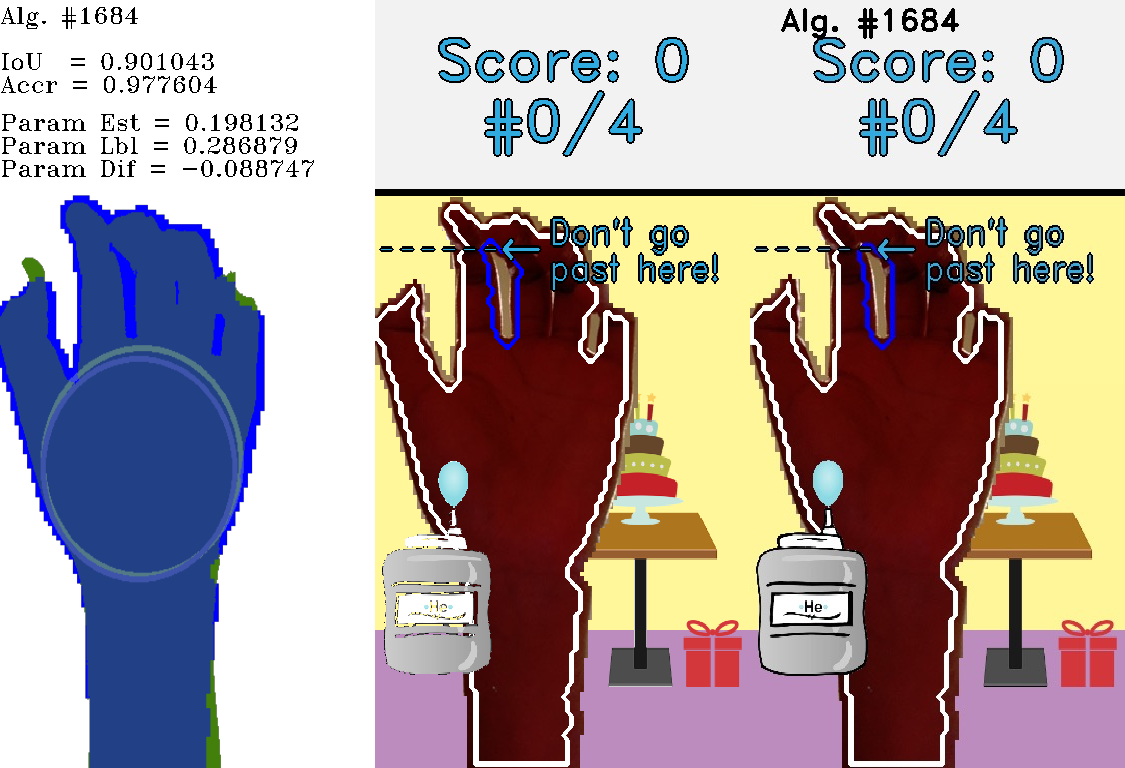 Alg. #1684
IoU = 0.901043
Accr = 0.977604
Param Est = 0.198132
Param Lbl = 0.286879
Param Dif = -0.088747
Score: 0
#0/4
Don't go
past here!
He
Alg. #1684
Score: 0
#0/4
Don't go
past here!
He